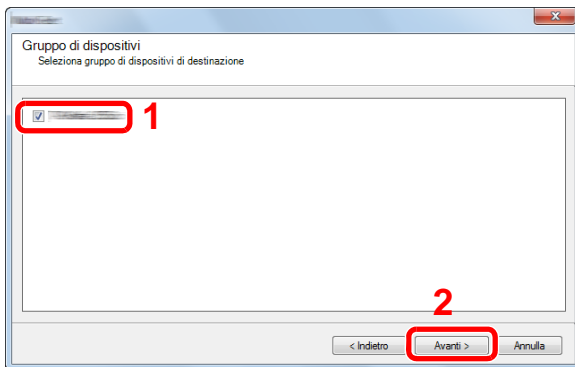 Gruppo di dispositivi
Seleziona gruppo di dispositivi di destinazione
1
2
< Indietro
Avanti >
Annulla